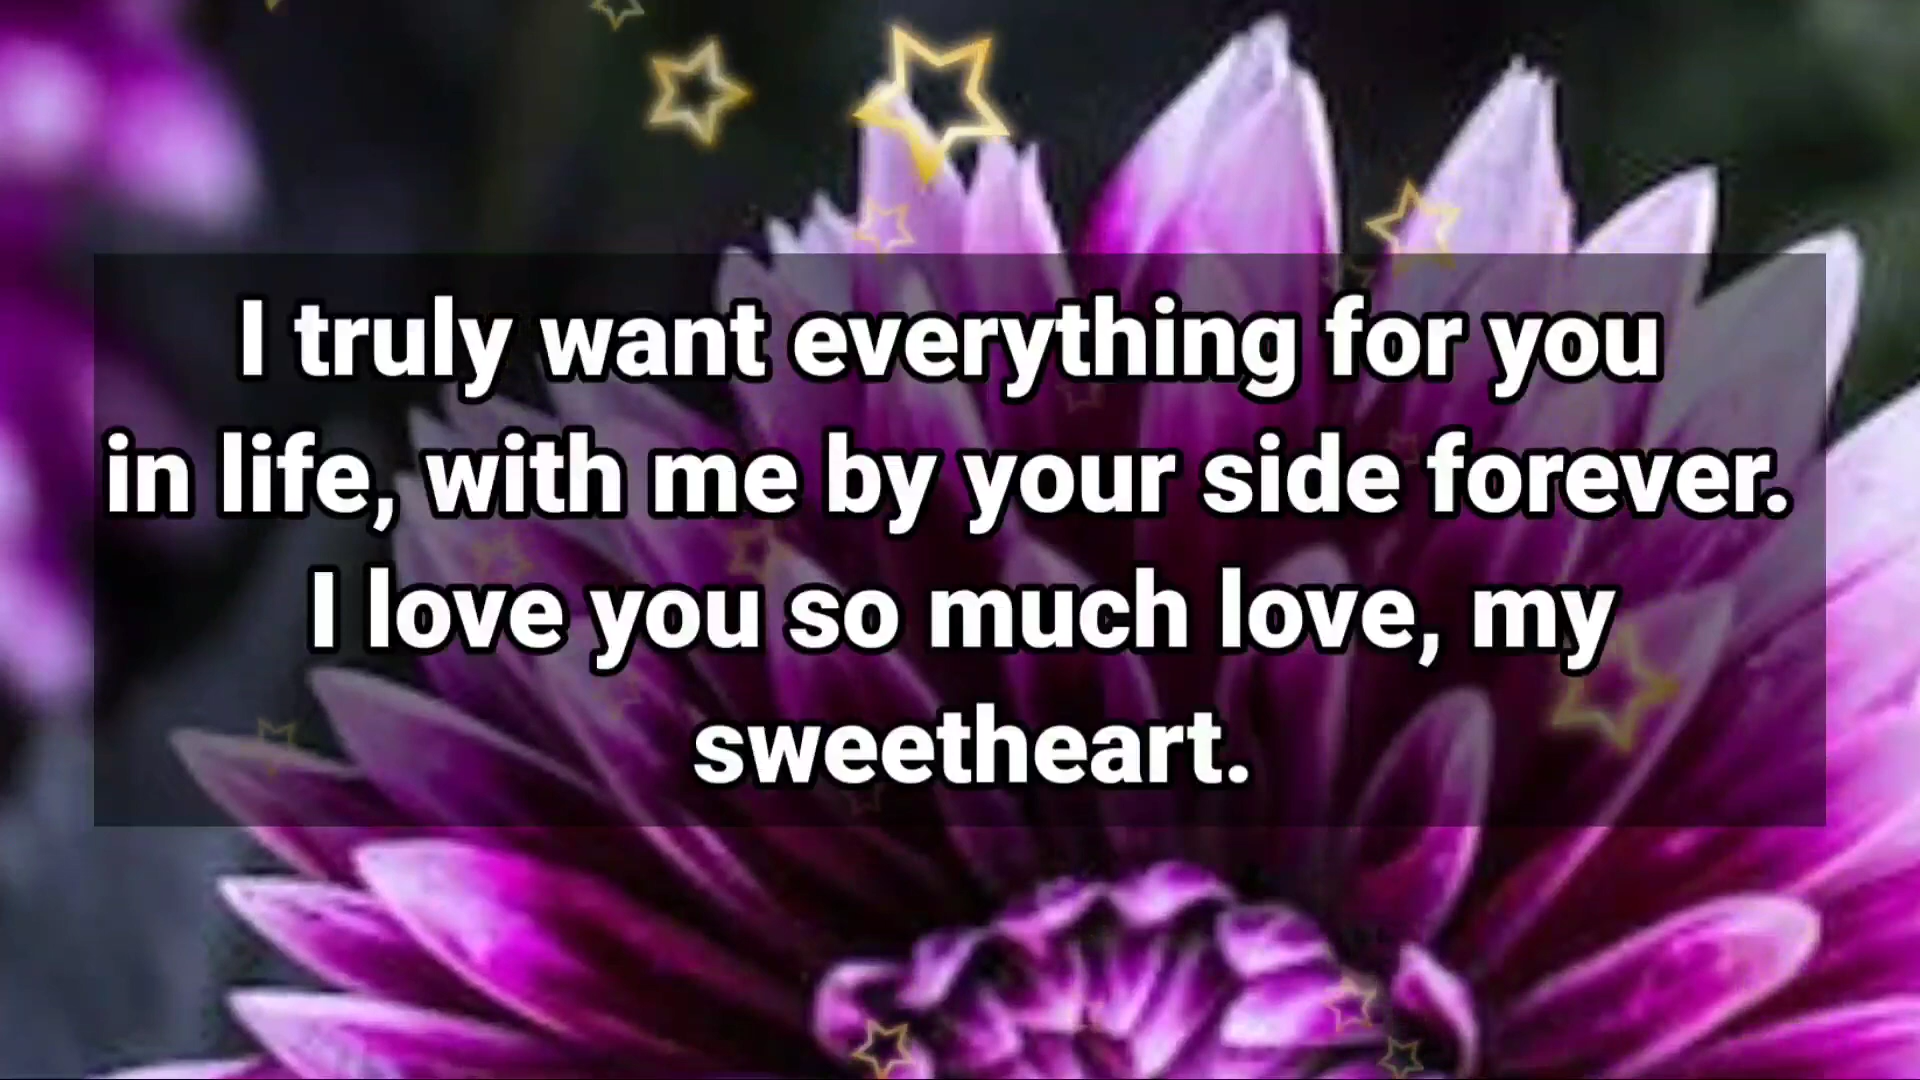 I truly want everything for you
in life, with me by your side forever.
I love you so much love, my
sweetheart.